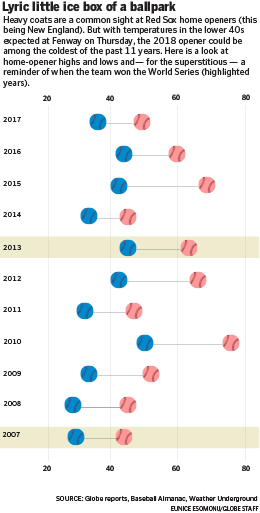 Lyric little ice box of a ballpark
Heavy coats are a common sight at Red Sox home openers (this
being New England). But with temperatures in the lower 40s
expected at Fenway on Thursday, the 2018 opener could be
among the coldest of the past 11 years. Here is a look at
home-opener highs and lows and— for the superstitious — a
reminder of when the team won the World Series (highlighted
years).
20 40 60 80
2017
2016
2015
2014
2013
2012
2011
2010
2009
2008
2007
20 40 60 80
SOURCE: Globe reports, Baseball Almanac, Weather Underground
EUNICE ESOMONU/GLOBE STAFF